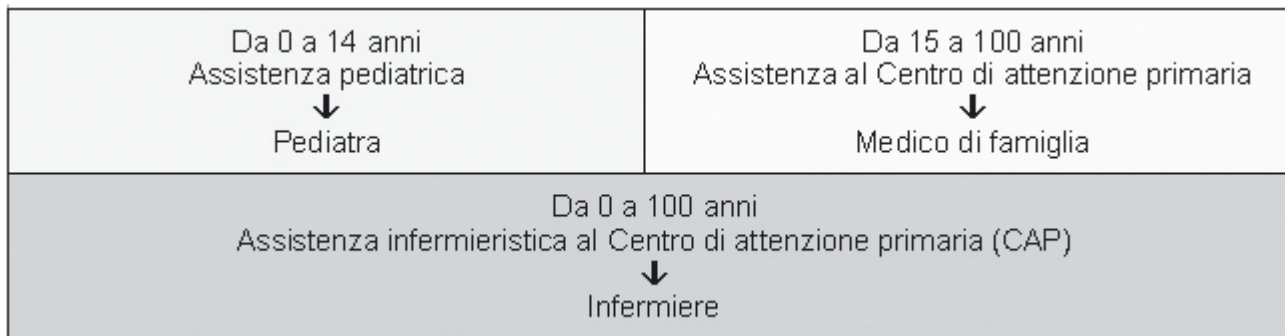 Da 0 a 14 anni
Assistenza pediatrica
↓
Pediatra
Da 15 a 100 anni
Assistenza al Centro di attenzione primaria
↓
Medico di famiglia
Da 0 a 100 anni
Assistenza infermieristica al Centro di attenzione primaria (CAP)
↓
Infermiere